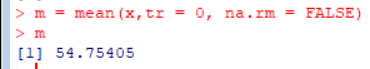 > m = mean(x,tr = 0, na.rm = FALSE)
> m
[1] 54.75405